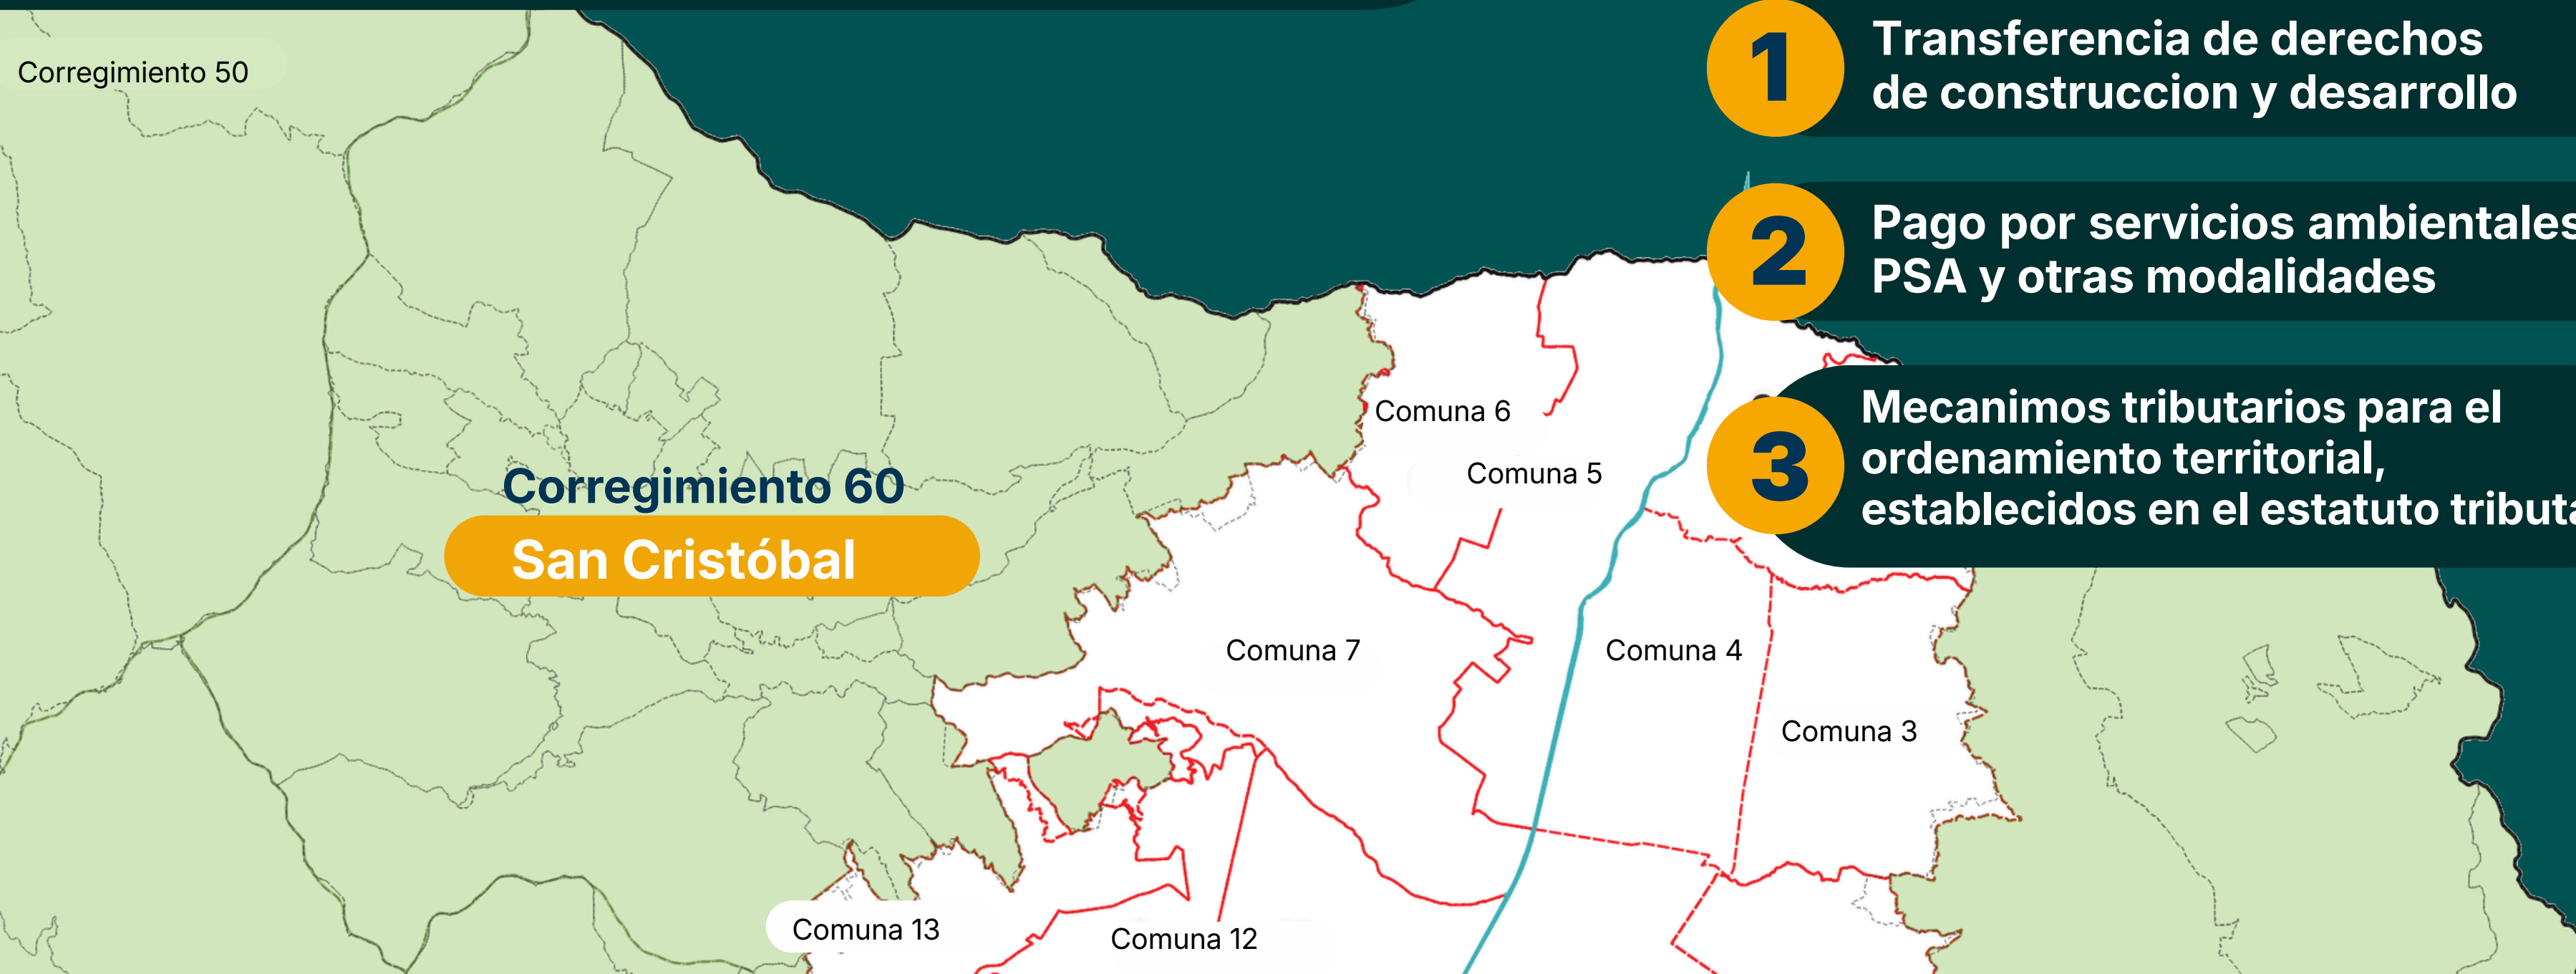 Corregimiento 50
1
Transferencia de derechos
de construccion y desarrollo
2
Pago por servicios ambientales
PSA y otras modalidades
3
Mecanimos tributarios para el
ordenamiento territorial,
establecidos en el estatuto
Comuna 6
Comuna 5
Corregimiento 60
San Cristóbal
Comuna 7
Comuna 4
Comuna 3
Comuna 13
Comuna 12